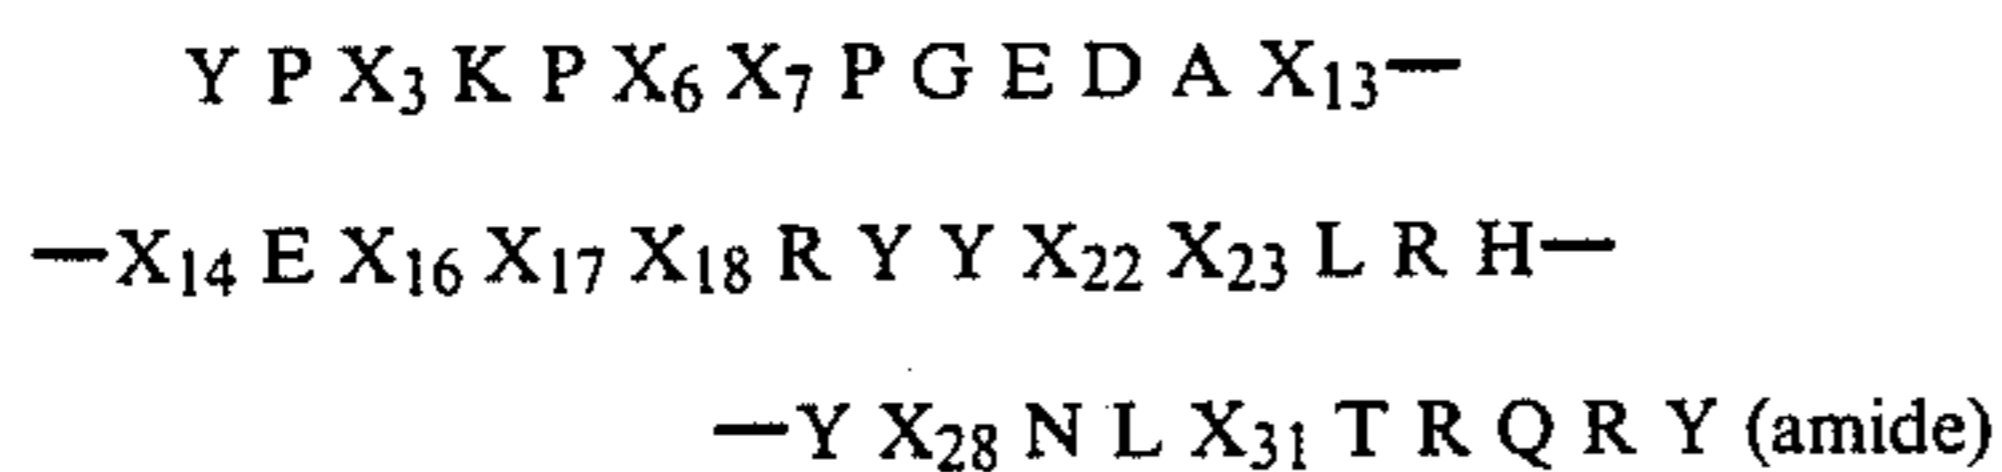 Y P X₃ K P X₆ X₇ P G E D A X₁₃—
—X₁₄ E X₁₆ X₁₇ X₁₈ R Y Y X₂₂ X₂₃ L R H—
—Y X₂₈ N L X₃₁ T R Q R Y (amide)